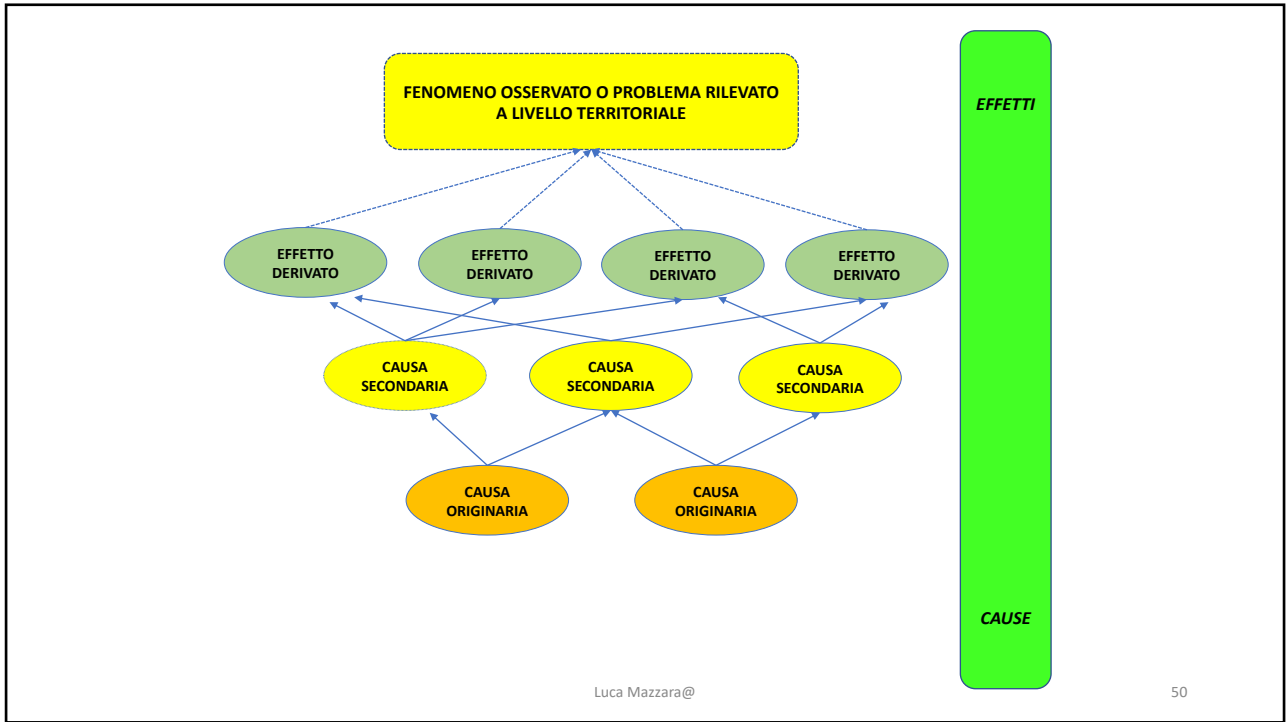 FENOMENO OSSERVATO O PROBLEMA RILEVATO
A LIVELLO TERRITORIALE
EFFETTI
EFFETTO
DERIVATO
EFFETTO
DERIVATO
EFFETTO
DERIVATO
EFFETTO
DERIVATO
CAUSA
SECONDARIA
CAUSA
SECONDARIA
CAUSA
SECONDARIA
CAUSA
ORIGINARIA
CAUSA
ORIGINARIA
CAUSE
Luca Mazzara@
50